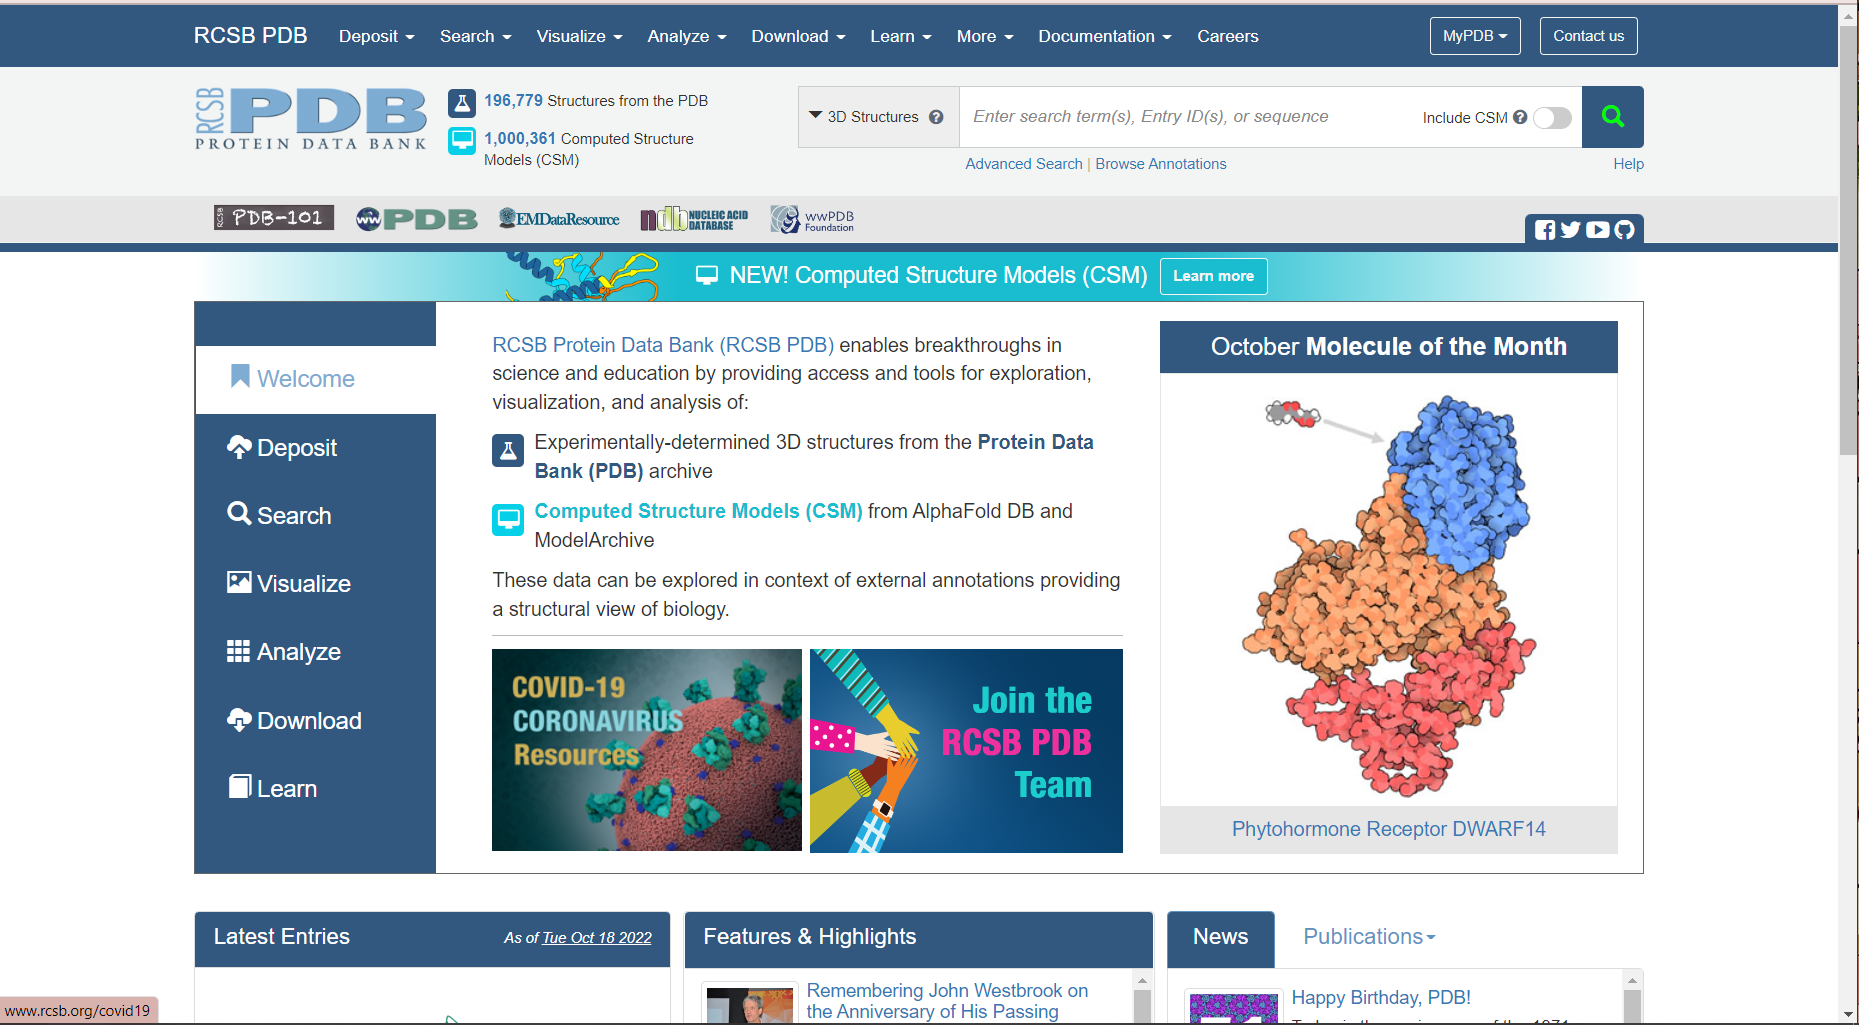 RCSB PDB Deposit Search Visualize Analyze Download Learn More Documentation Careers MyPDB Contact us
RCSB PDB
PROTEIN DATA BANK
196,779 Structures from the PDB
1,000,361 Computed Structure
Models (CSM)
3D Structures
Enter search term(s), Entry ID(s), or sequence
Include CSM
Advanced Search | Browse Annotations
Help
RCSB PDB-101
ww PDB
EMDataResource
ndb NUCLEIC ACID
DATABASE
wwPDB
Foundation
NEW! Computed Structure Models (CSM) Learn more
Welcome
Deposit
Search
Visualize
Analyze
Download
Learn
RCSB Protein Data Bank (RCSB PDB) enables breakthroughs in
science and education by providing access and tools for exploration,
visualization, and analysis of:
Experimentally-determined 3D structures from the Protein Data
Bank (PDB) archive
Computed Structure Models (CSM) from AlphaFold DB and
ModelArchive
These data can be explored in context of external annotations providing
a structural view of biology.
COVID-19
CORONAVIRUS
Resources
Join the
RCSB PDB
Team
October Molecule of the Month
Phytohormone Receptor DWARF14
Latest Entries As of Tue Oct 18 2022
Features & Highlights
Remembering John Westbrook on
the Anniversary of His Passing
News Publications
Happy Birthday, PDB!
www.rcsb.org/covid19